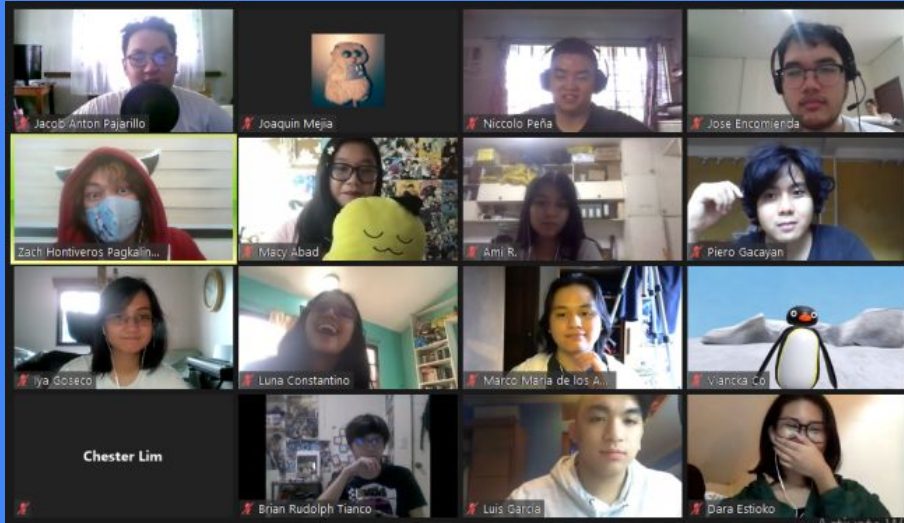 Jacob Anton Pajarillo
Joaquin Mejia
Niccolo Peña
Jose Encomienda
Zach Hontiveros Pagkalin...
Macy Abad
Ami R.
Piero Gacayan
Iya Goseco
Luna Constantino
Marco Maria de los A...
Viancka Co
Chester Lim
Brian Rudolph Tianco
Luis Garcia
Dara Estioko